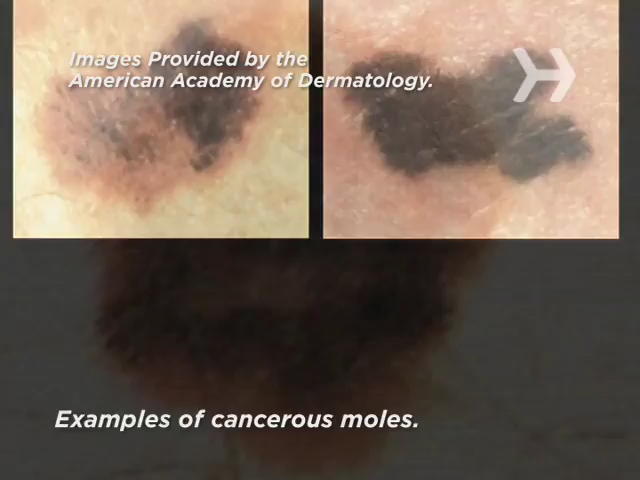 Images Provided by the
American Academy of Dermatology.
Examples of cancerous moles.